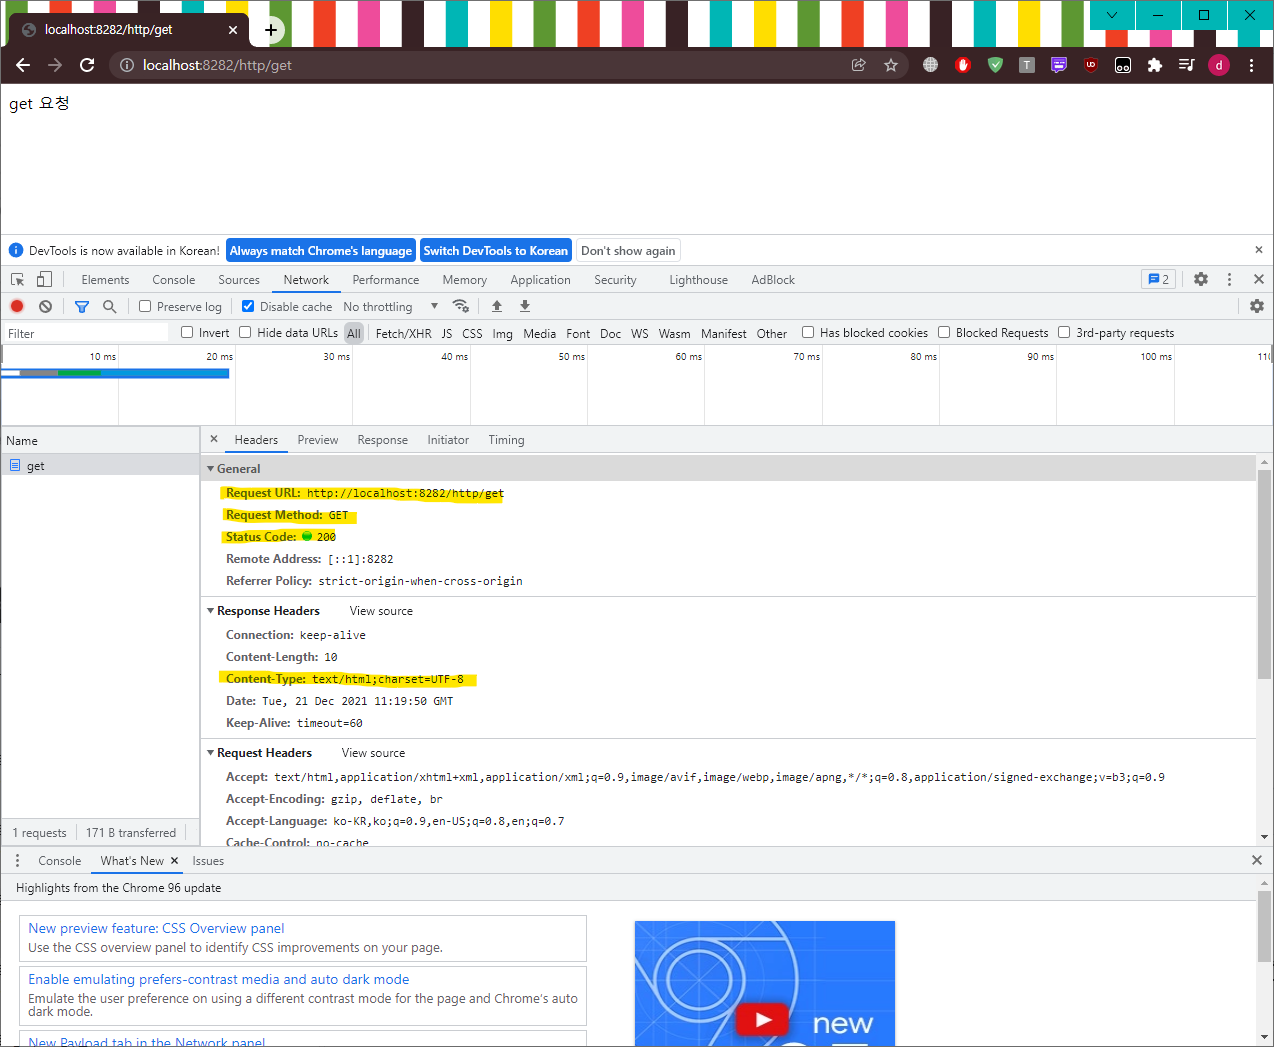 localhost:8282/http/get
localhost:8282/http/get
get 요청
DevTools is now available in Korean! Always match Chrome's language Switch DevTools to Korean Don't show again
Elements Console Sources Network Performance Memory Application Security Lighthouse AdBlock 2
Preserve log Disable cache No throttling
Filter Invert Hide data URLs All Fetch/XHR JS CSS Img Media Font Doc WS Wasm Manifest Other Has blocked cookies Blocked Requests 3rd-party requests
10 ms 20 ms 30 ms 40 ms 50 ms 60 ms 70 ms 80 ms 90 ms 100 ms
Name Headers Preview Response Initiator Timing
get
General
Request URL: http://localhost:8282/http/get
Request Method: GET
Status Code: 200
Remote Address: [::1]:8282
Referrer Policy: strict-origin-when-cross-origin
Response Headers View source
Connection: keep-alive
Content-Length: 10
Content-Type: text/html;charset=UTF-8
Date: Tue, 21 Dec 2021 11:19:50 GMT
Keep-Alive: timeout=60
Request Headers View source
Accept: text/html,application/xhtml+xml,application/xml;q=0.9,image/avif,image/webp,image/apng,*/*;q=0.8,application/signed-exchange;v=b3;q=0.9
Accept-Encoding: gzip, deflate, br
Accept-Language: ko-KR,ko;q=0.9,en-US;q=0.8,en;q=0.7
Cache-Control: no-cache
1 requests 171 B transferred
Console What's New Issues
Highlights from the Chrome 96 update
New preview feature: CSS Overview panel
Use the CSS overview panel to identify CSS improvements on your page.
Enable emulating prefers-contrast media and auto dark mode
Emulate the user preference on using a different contrast mode for the page and Chrome's auto
dark mode.
New Payload tab in the Network panel
new